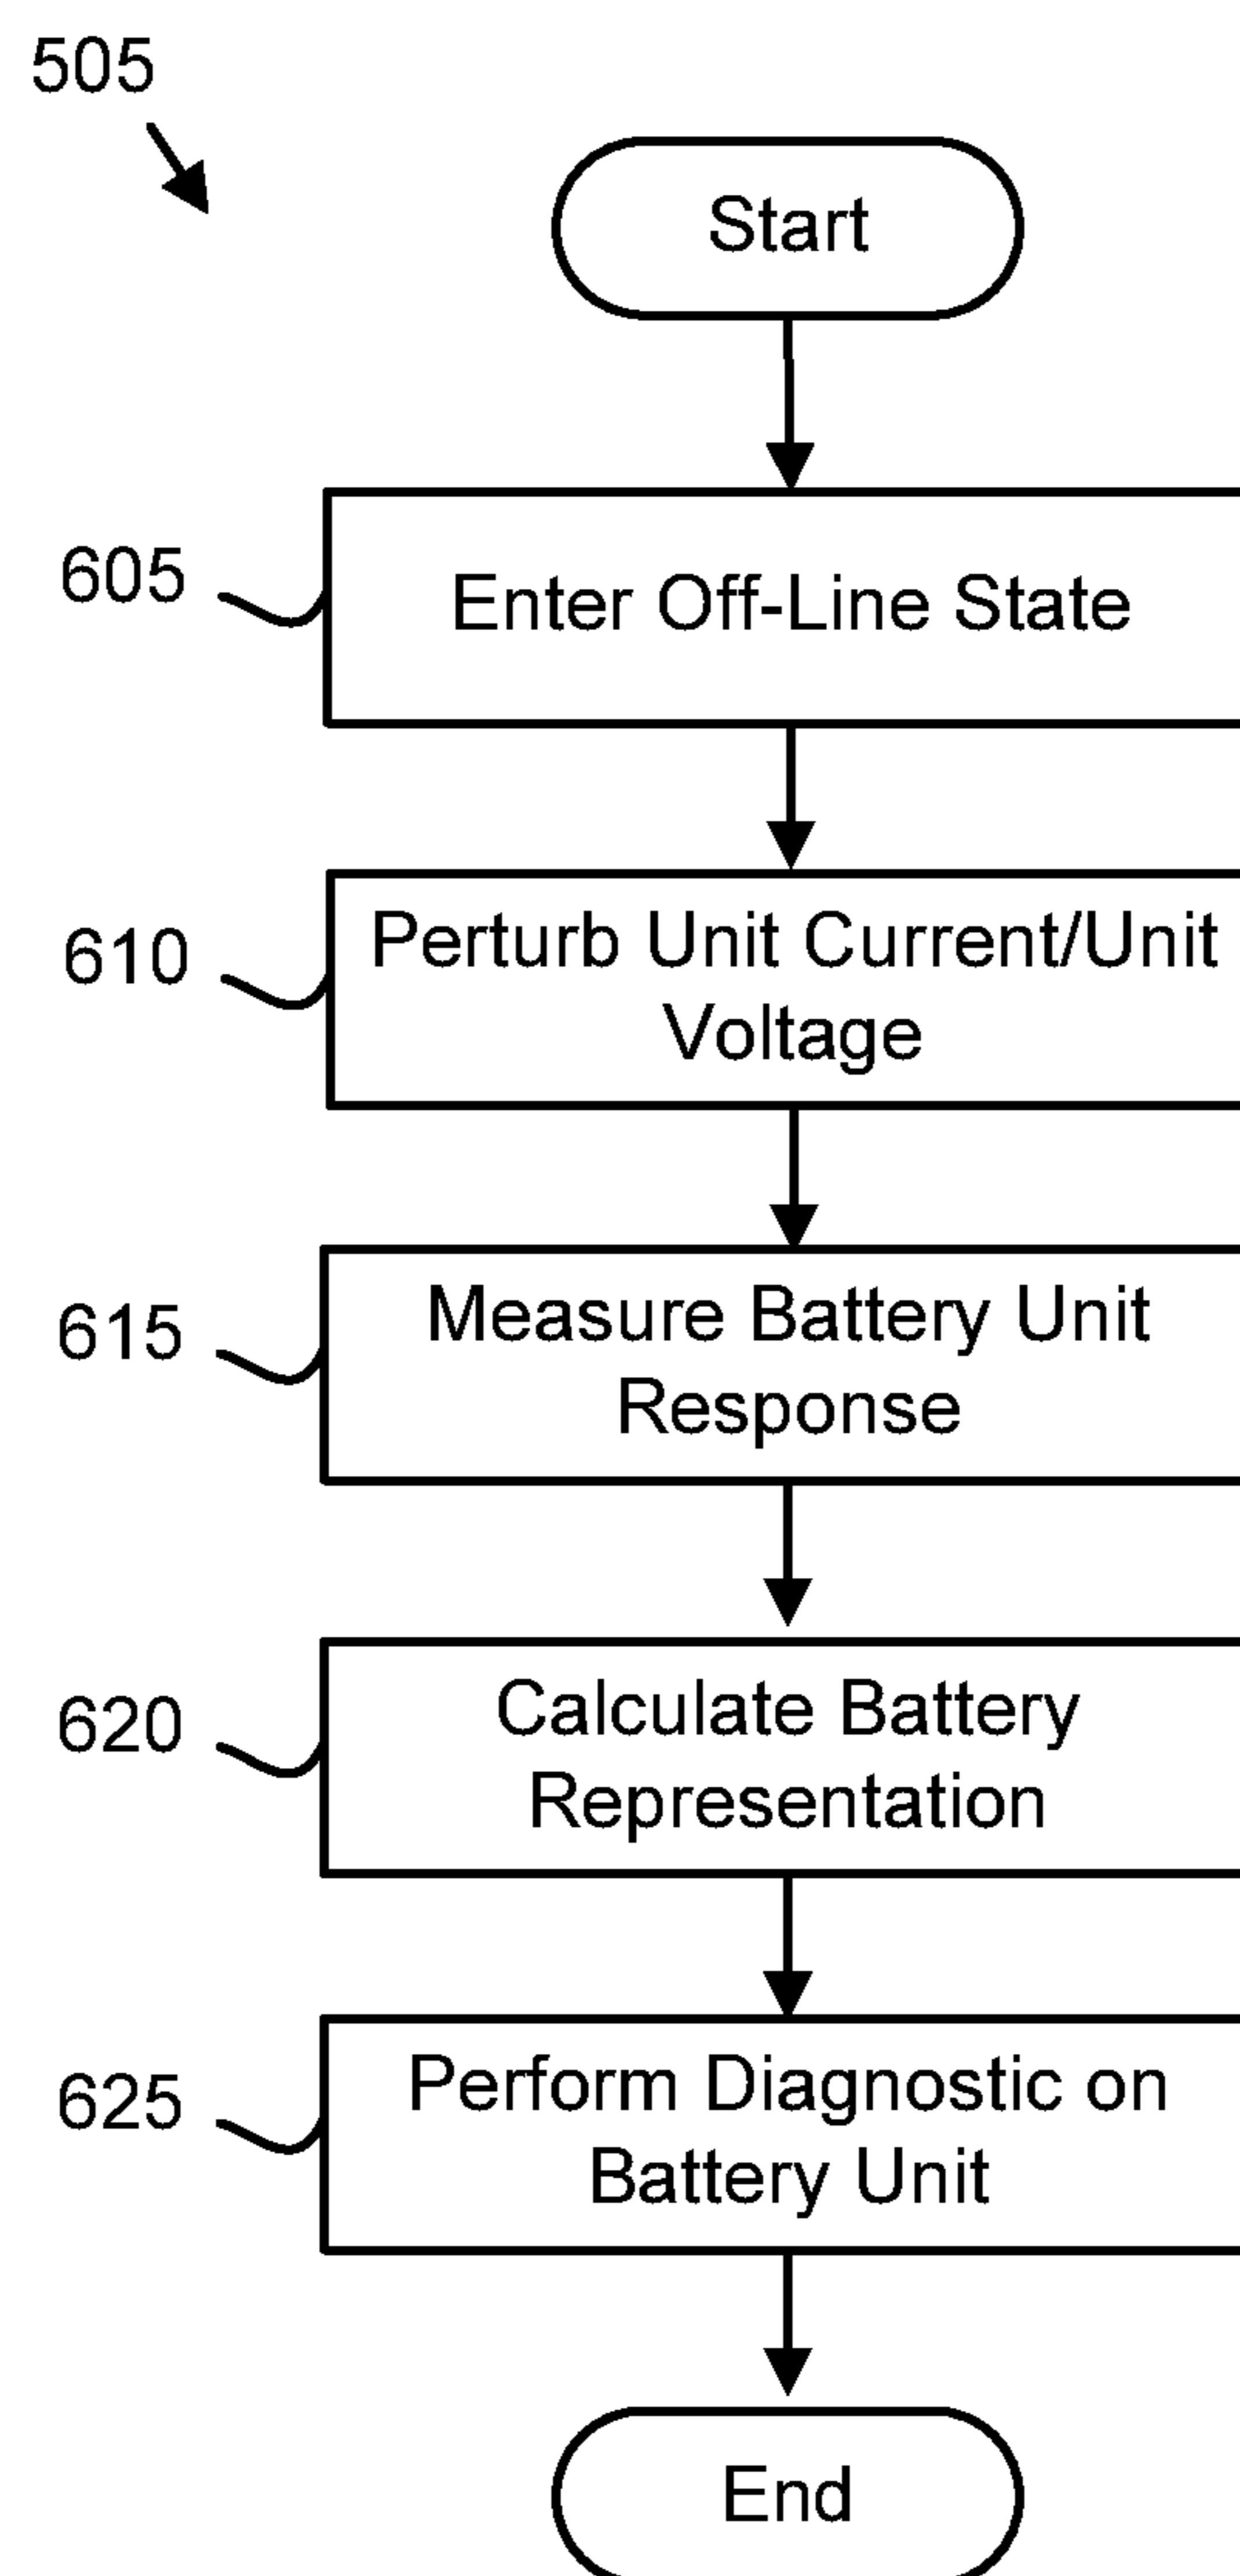 505
Start
605
Enter Off-Line State
610
Perturb Unit Current/Unit
Voltage
615
Measure Battery Unit
Response
620
Calculate Battery
Representation
625
Perform Diagnostic on
Battery Unit
End